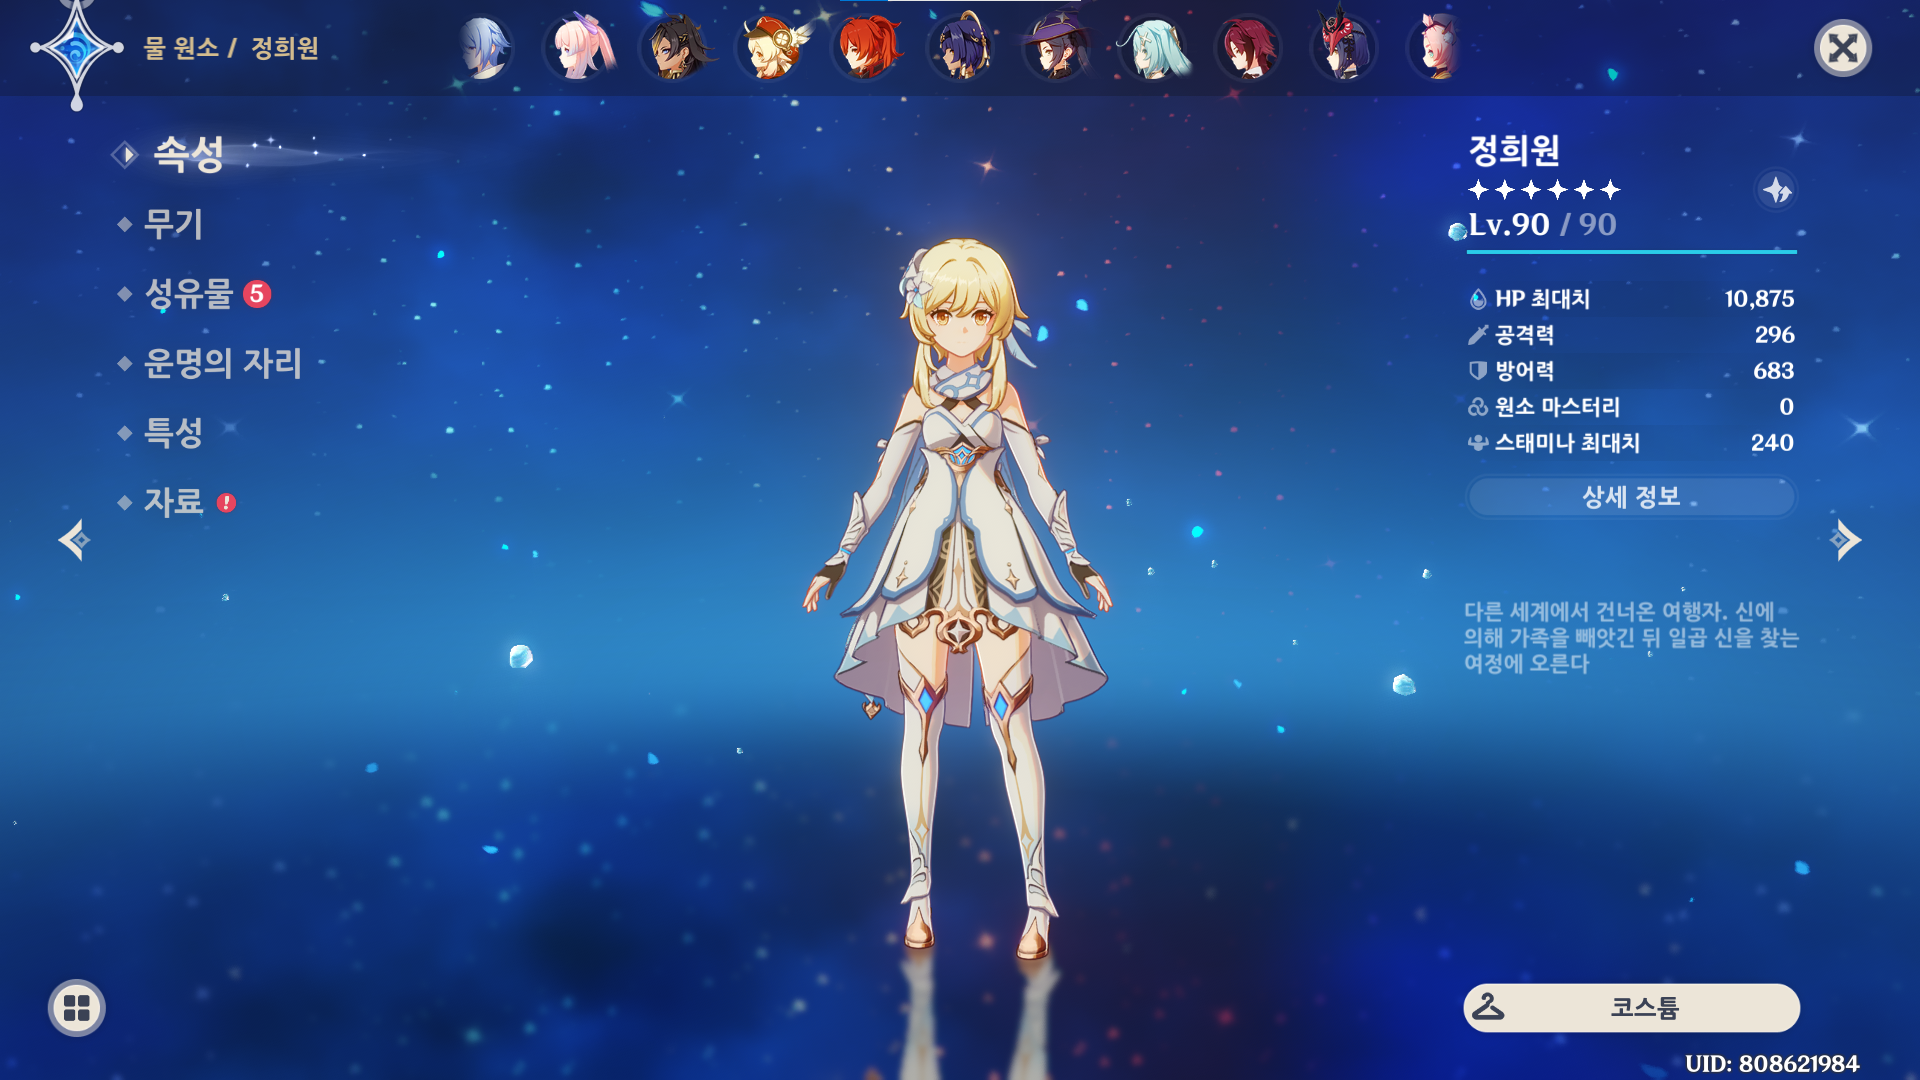 물 원소 / 정희원
속성
무기
성유물 5
운명의 자리
특성
자료 !
정희원
Lv.90 / 90
HP 최대치 10,875
공격력 296
방어력 683
원소 마스터리 0
스태미나 최대치 240
상세 정보
다른 세계에서 건너온 여행자. 신에
의해 가족을 빼앗긴 뒤 일곱 신을 찾는
여정에 오른다
코스튬
UID: 808621984